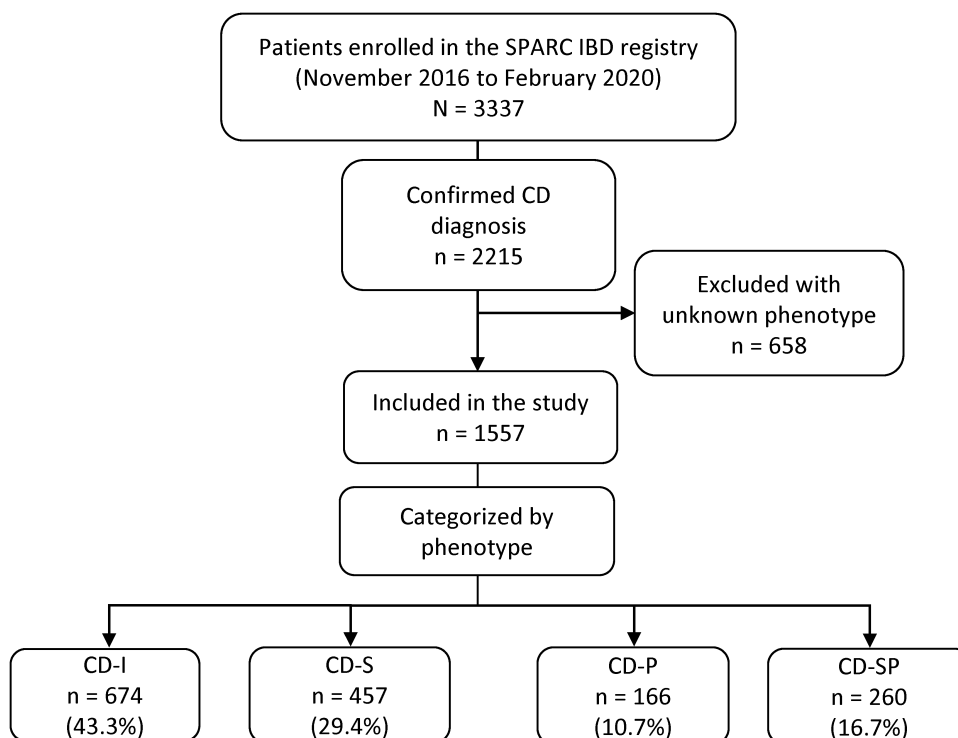 Patients enrolled in the SPARC IBD registry
(November 2016 to February 2020)
N = 3337
Confirmed CD
diagnosis
n = 2215
Excluded with
unknown phenotype
n = 658
Included in the study
n = 1557
Categorized by
phenotype
CD-I
n = 674
(43.3%)
CD-S
n = 457
(29.4%)
CD-P
n = 166
(10.7%)
CD-SP
n = 260
(16.7%)